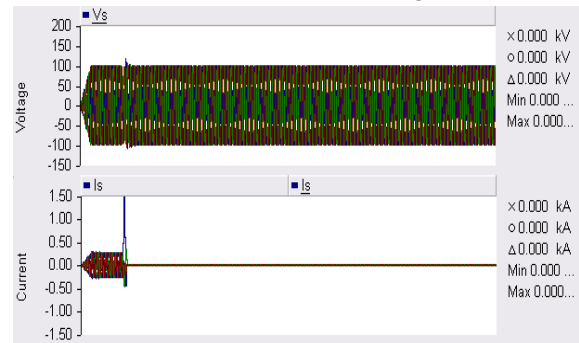 Vs
200
150
100
50
0
-50
-100
-150
Voltage
×0.000 kV
○0.000 kV
Δ0.000 kV
Min 0.000 ...
Max 0.000...
Is Is
1.50
1.00
0.50
0.00
-0.50
-1.00
-1.50
Current
×0.000 kA
○0.000 kA
Δ0.000 kA
Min 0.000 ...
Max 0.000...